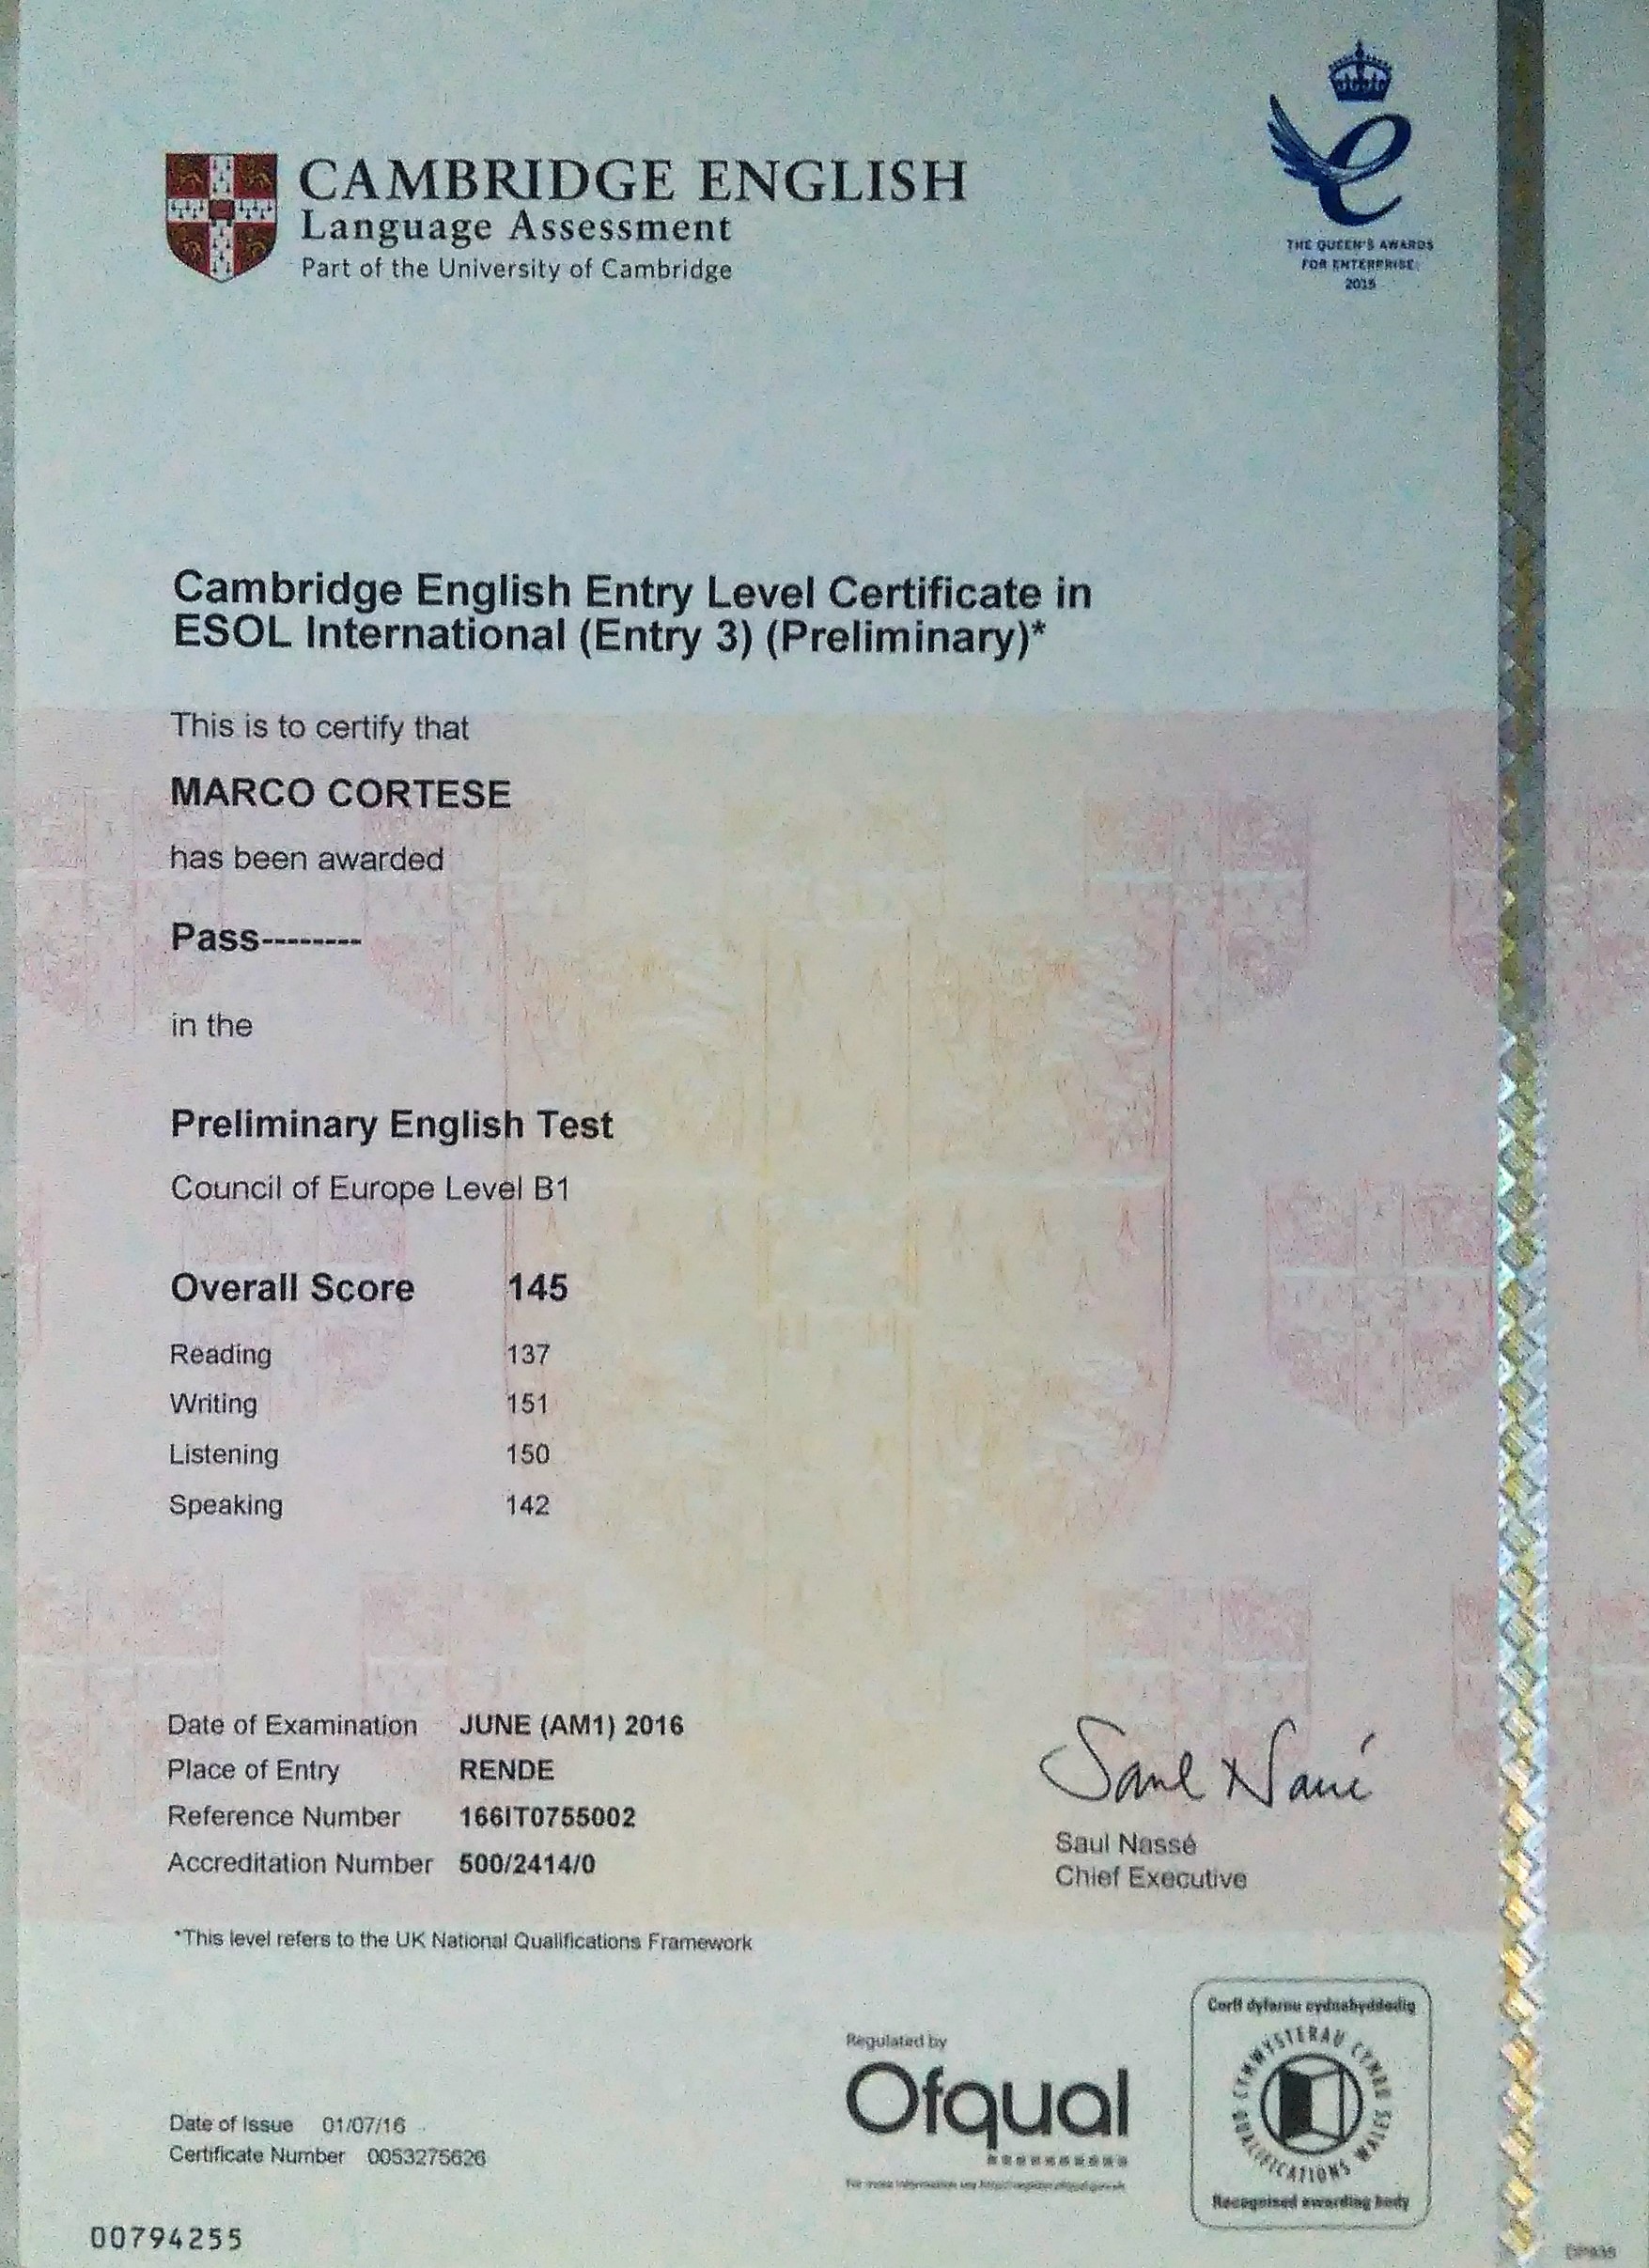 CAMBRIDGE ENGLISH
Language Assessment
Part of the University of Cambridge
THE QUEEN'S AWARDS
FOR ENTERPRISE:
2015
Cambridge English Entry Level Certificate in
ESOL International (Entry 3) (Preliminary)*
This is to certify that
MARCO CORTESE
has been awarded
Pass--------
in the
Preliminary English Test
Council of Europe Level B1
Overall Score 145
Reading 137
Writing 151
Listening 150
Speaking 142
Date of Examination JUNE (AM1) 2016
Place of Entry RENDE
Reference Number 166IT0755002
Accreditation Number 500/2414/0
Saul Nassé
Saul Nassé
Chief Executive
*This level refers to the UK National Qualifications Framework
Regulated by
Ofqual
For more information see http://register.ofqual.gov.uk
Corff dyfarnu cydnabyddedig
CYMWYSTERAU CYMRU
QUALIFICATIONS WALES
Recognised awarding body
Date of Issue 01/07/16
Certificate Number 0053275626
00794255